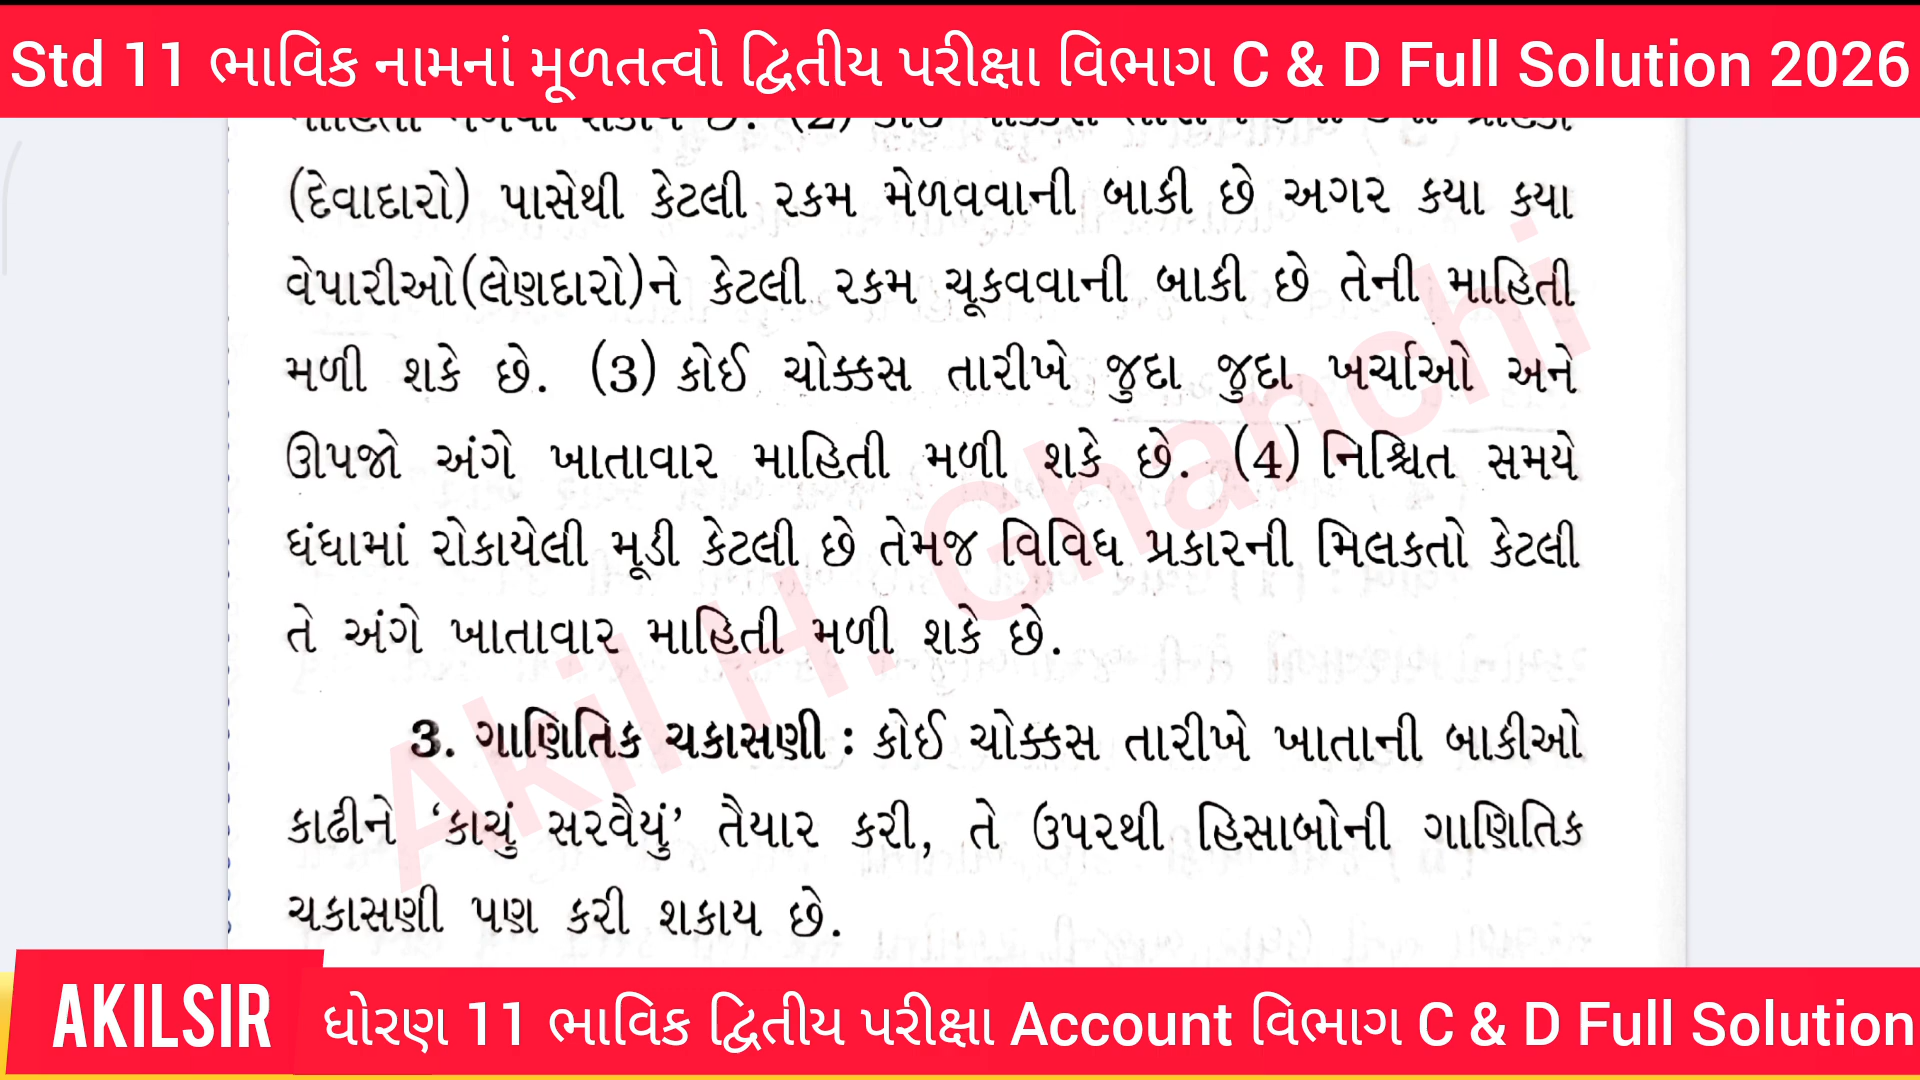 Std 11 ભાવિક નામનાં મૂળતત્વો દ્વિતીય પરીક્ષા વિભાગ C & D Full Solution 2026
(દેવાદારો) પાસેથી કેટલી રકમ મેળવવાની બાકી છે અગર કયા કયા
વેપારીઓ(લેણદારો)ને કેટલી રકમ ચૂકવવાની બાકી છે તેની માહિતી
મળી શકે છે. (3) કોઈ ચોક્કસ તારીખે જુદા જુદા ખર્ચાઓ અને
ઊપજો અંગે ખાતાવાર માહિતી મળી શકે છે. (4) નિશ્ચિત સમયે
ધંધામાં રોકાયેલી મૂડી કેટલી છે તેમજ વિવિધ પ્રકારની મિલકતો કેટલી
તે અંગે ખાતાવાર માહિતી મળી શકે છે.
3. ગાણિતિક ચકાસણી : કોઈ ચોક્કસ તારીખે ખાતાની બાકીઓ
કાઢીને ‘કાચું સરવૈયું’ તૈયાર કરી, તે ઉપરથી હિસાબોની ગાણિતિક
ચકાસણી પણ કરી શકાય છે.
Akil H. Ghanchi
AKILSIR
ધોરણ 11 ભાવિક દ્વિતીય પરીક્ષા Account વિભાગ C & D Full Solution